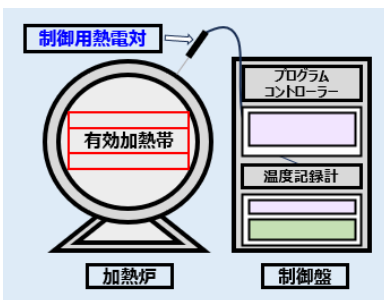 制御用熱電対
プログラム
コントローラー
有効加熱帯
温度記録計
加熱炉
制御盤